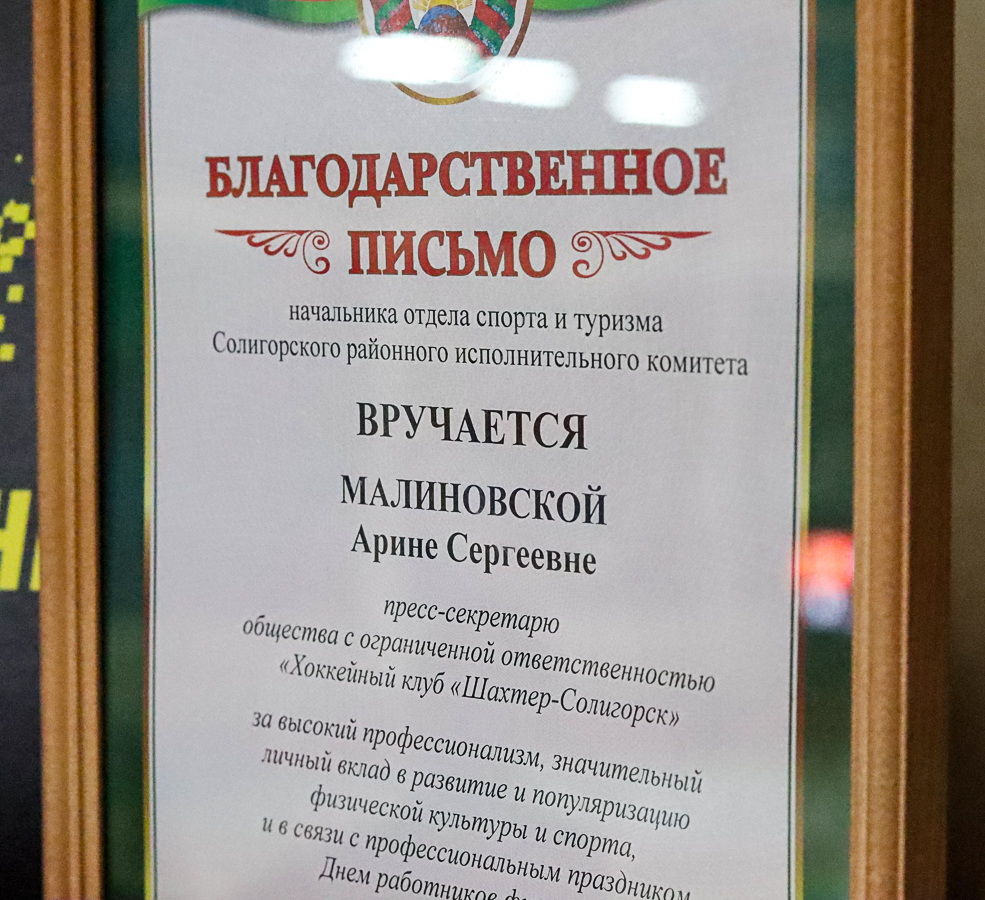 БЛАГОДАРСТВЕННОЕ
ПИСЬМО
начальника отдела спорта и туризма
Солигорского районного исполнительного комитета
ВРУЧАЕТСЯ
МАЛИНОВСКОЙ
Арине Сергеевне
пресс-секретарю
общества с ограниченной ответственностью
«Хоккейный клуб «Шахтер-Солигорск»
за высокий профессионализм, значительный
личный вклад в развитие и популяризацию
физической культуры и спорта,
и в связи с профессиональным праздником
Днем работников